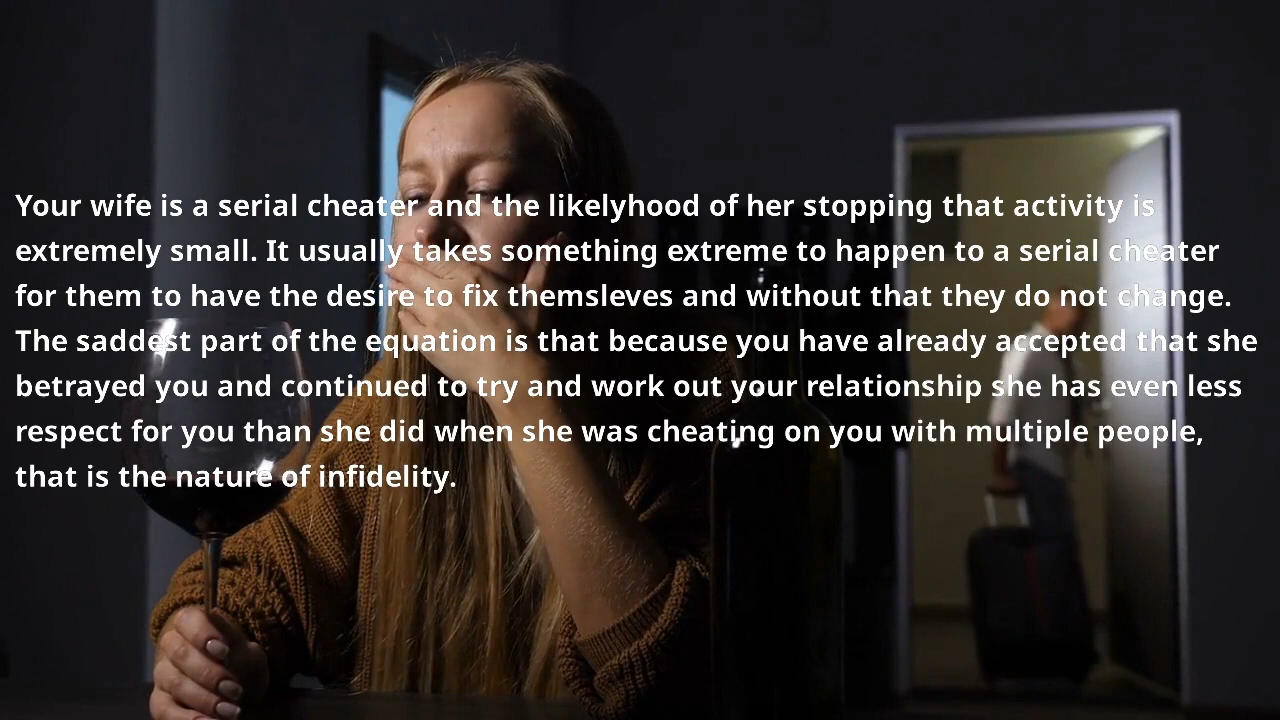 Your wife is a serial cheater and the likelyhood of her stopping that activity is
extremely small. It usually takes something extreme to happen to a serial cheater
for them to have the desire to fix themsleves and without that they do not change.
The saddest part of the equation is that because you have already accepted that she
betrayed you and continued to try and work out your relationship she has even less
respect for you than she did when she was cheating on you with multiple people,
that is the nature of infidelity.